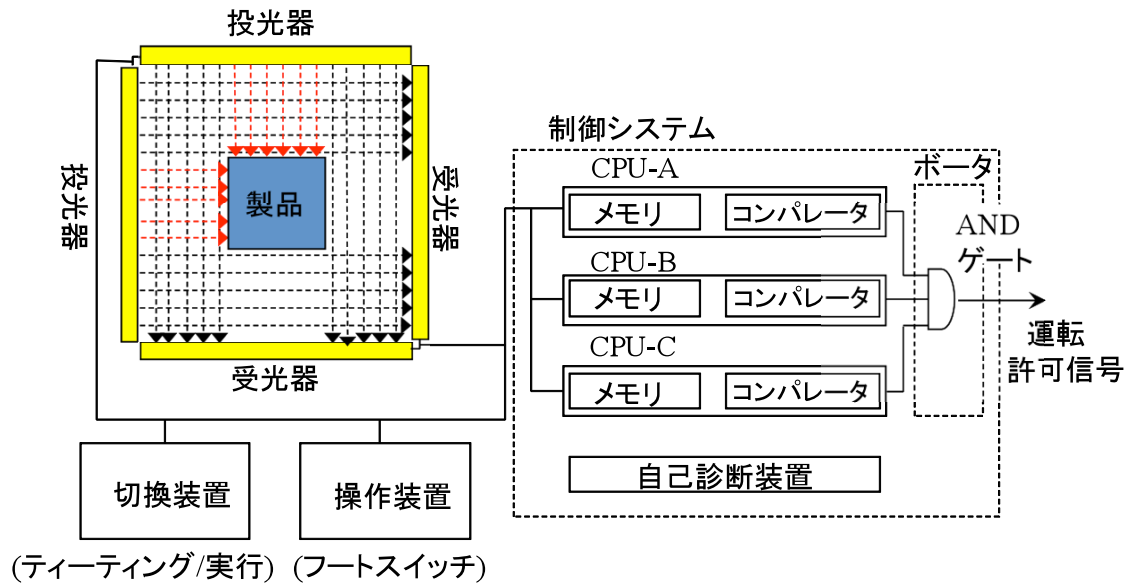 投光器
投光器
製品
受光器
受光器
制御システム
CPU-A
メモリ
コンパレータ
CPU-B
メモリ
コンパレータ
CPU-C
メモリ
コンパレータ
ボータ
AND
ゲート
運転
許可信号
自己診断装置
切換装置
(ティーティング/実行)
操作装置
(フートスイッチ)